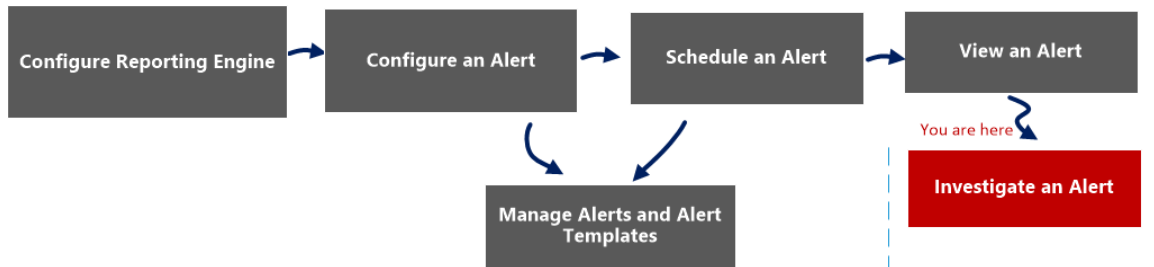 Configure Reporting Engine
Configure an Alert
Schedule an Alert
View an Alert
You are here
Investigate an Alert
Manage Alerts and Alert
Templates